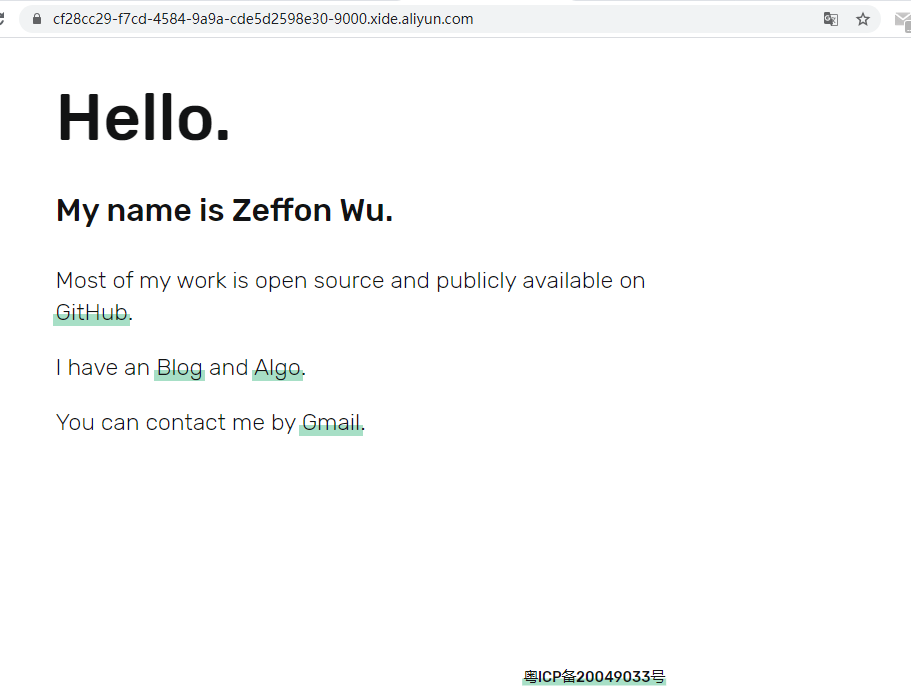 cf28cc29-f7cd-4584-9a9a-cde5d2598e30-9000.xide.aliyun.com
Hello.
My name is Zeffon Wu.
Most of my work is open source and publicly available on
GitHub.
I have an Blog and Algo.
You can contact me by Gmail.
粤ICP备20049033号